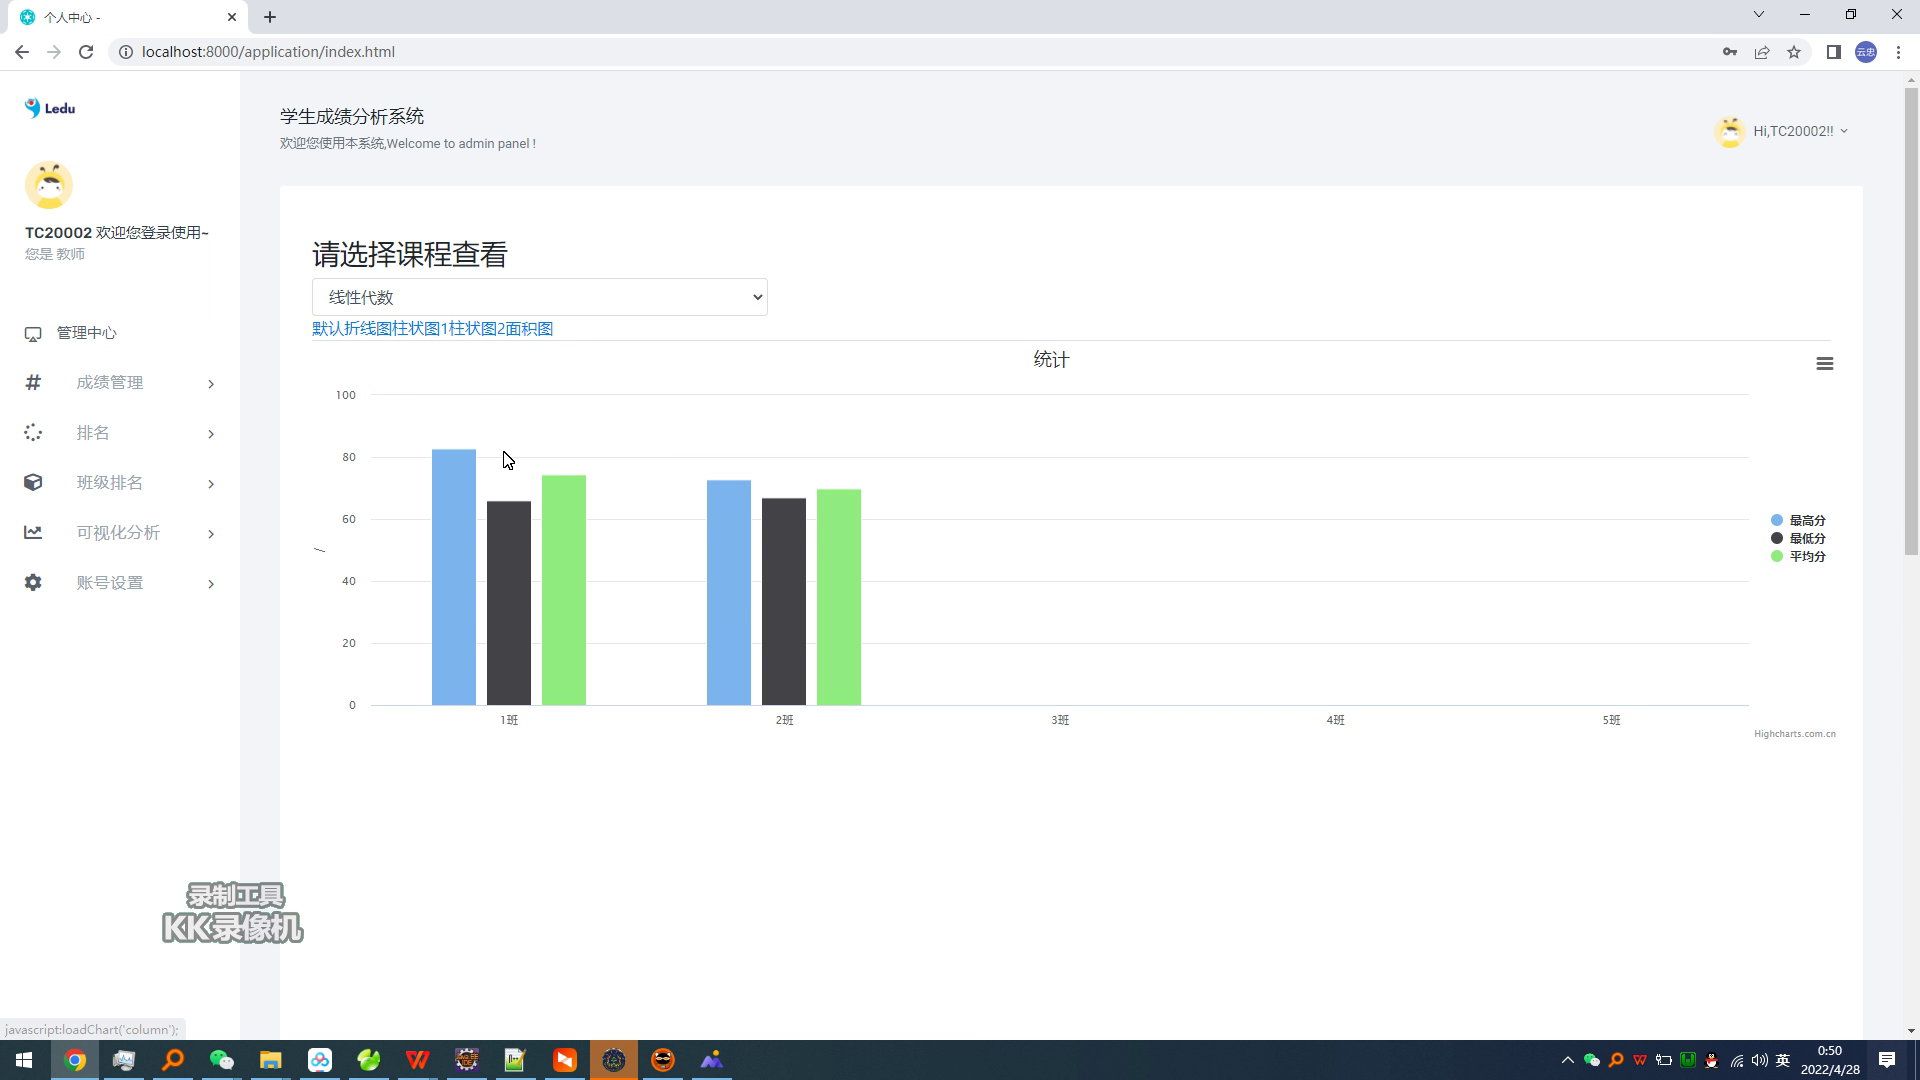 个人中心 -
localhost:8000/application/index.html
云忠
Ledu
学生成绩分析系统
欢迎您使用本系统,Welcome to admin panel !
Hi,TC20002!!
TC20002 欢迎您登录使用~
您是 教师
管理中心
成绩管理
排名
班级排名
可视化分析
账号设置
请选择课程查看
线性代数
默认折线图柱状图1柱状图2面积图
统计
100
80
60
40
20
0
/
1班
2班
3班
4班
5班
最高分
最低分
平均分
Highcharts.com.cn
录制工具
KK录像机
javascript:loadChart('column');
英
0:50
2022/4/28